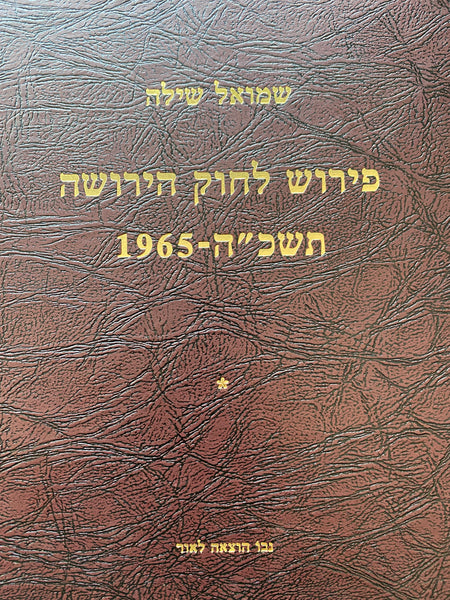 שמואל שילה
פירוש לחוק הירושה
תשכ"ה-1965
*
נבו הוצאה לאור